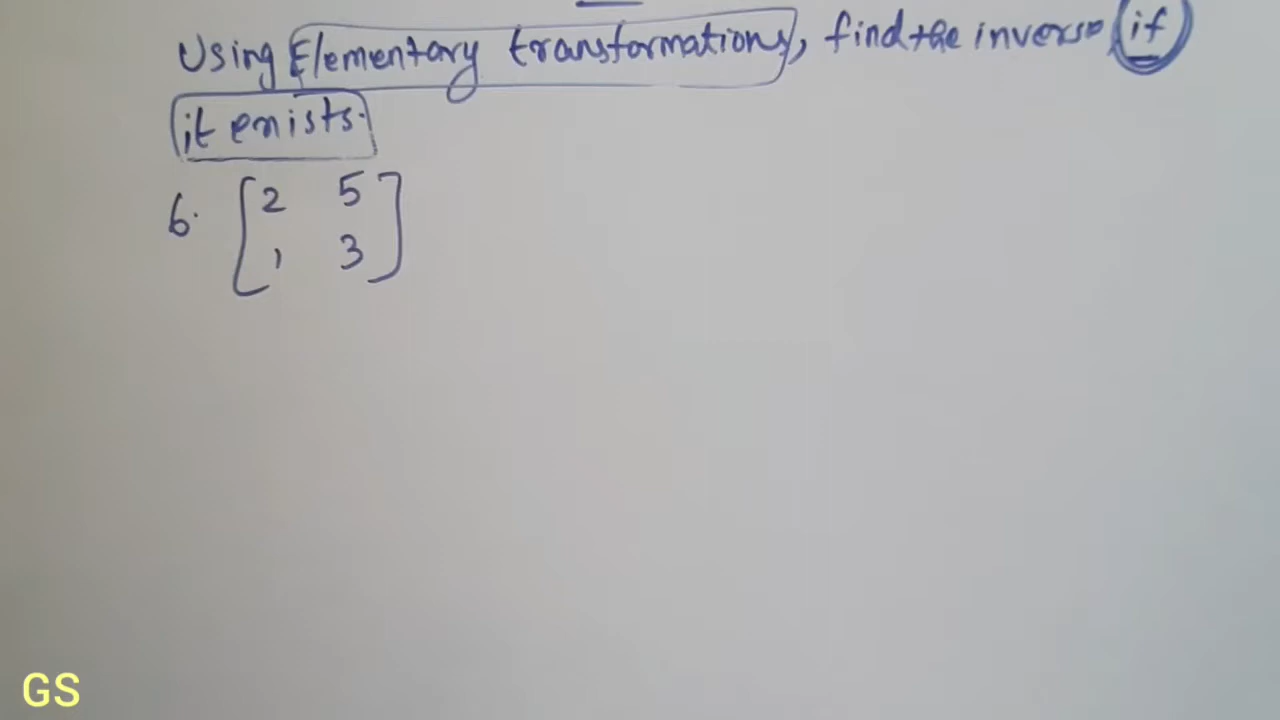 Using Elementary transformations, find the inverse, if
it exists.
6. [2 5
1 3]
GS